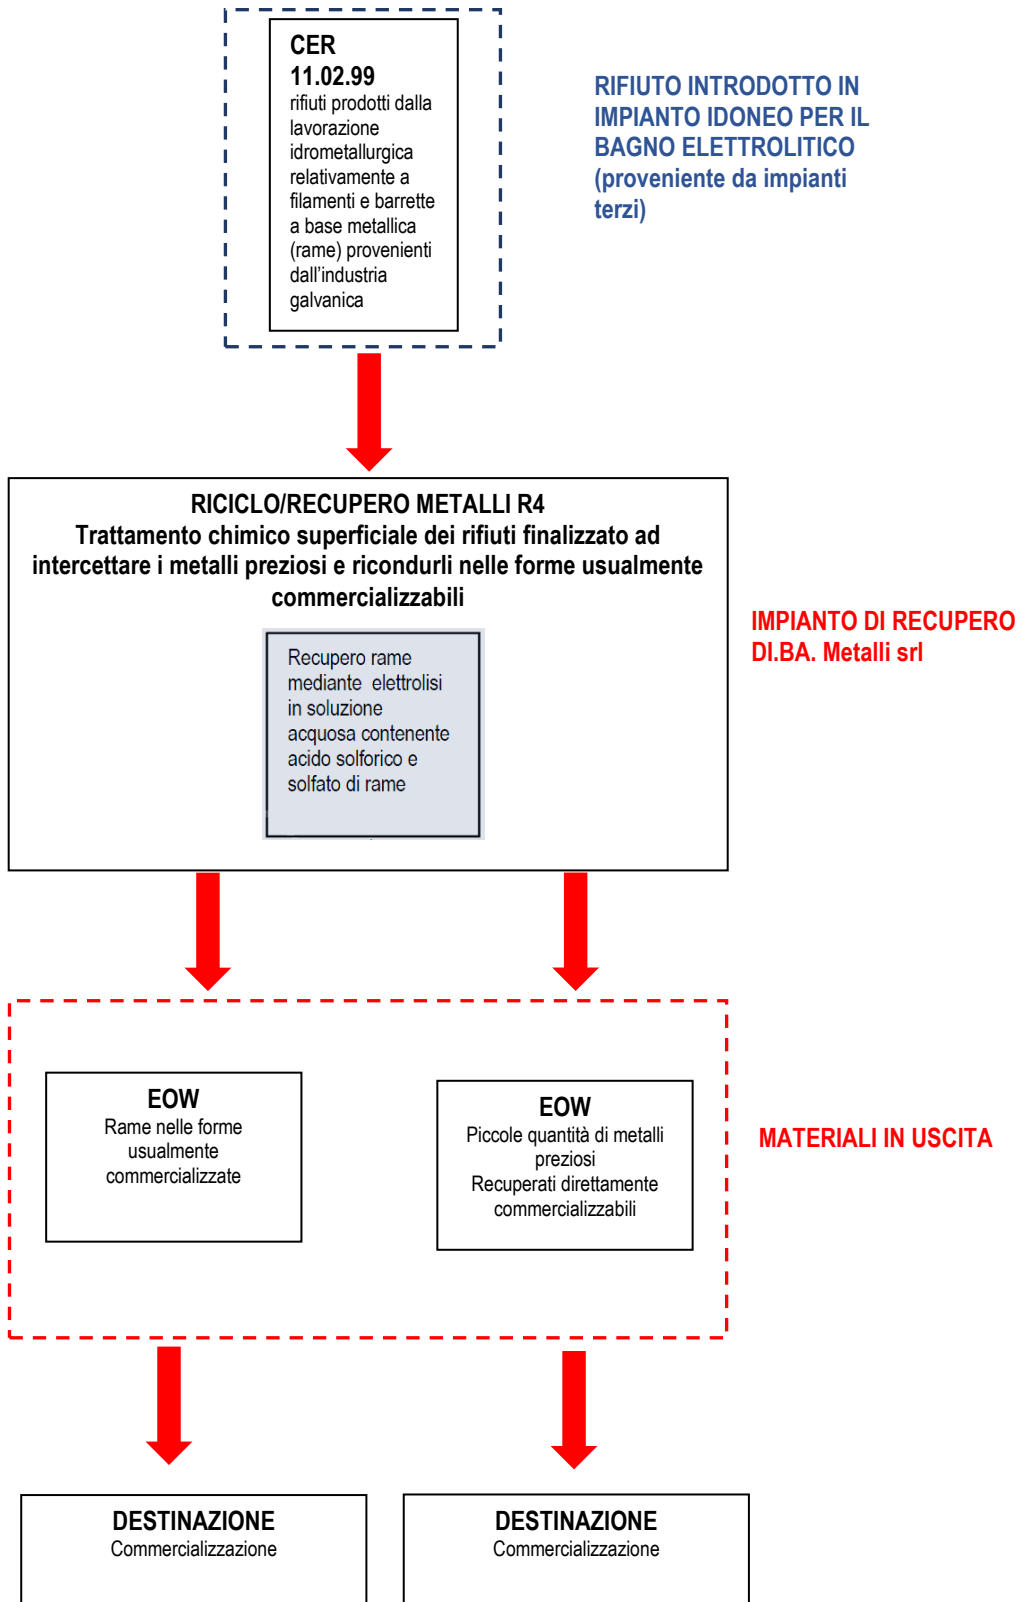 CER
11.02.99
rifiuti prodotti dalla
lavorazione
idrometallurgica
relativamente a
filamenti e barrette
a base metallica
(rame) provenienti
dall'industria
galvanica
RIFIUTO INTRODOTTO IN
IMPIANTO IDONEO PER IL
BAGNO ELETTROLITICO
(proveniente da impianti
terzi)
RICICLO/RECUPERO METALLI R4
Trattamento chimico superficiale dei rifiuti finalizzato ad
intercettare i metalli preziosi e ricondurli nelle forme usualmente
commercializzabili
Recupero rame
mediante elettrolisi
in soluzione
acquosa contenente
acido solforico e
solfato di rame
IMPIANTO DI RECUPERO
DI.BA. Metalli srl
EOW
Rame nelle forme
usualmente
commercializzate
EOW
Piccole quantità di metalli
preziosi
Recuperati direttamente
commercializzabili
MATERIALI IN USCITA
DESTINAZIONE
Commercializzazione
DESTINAZIONE
Commercializzazione